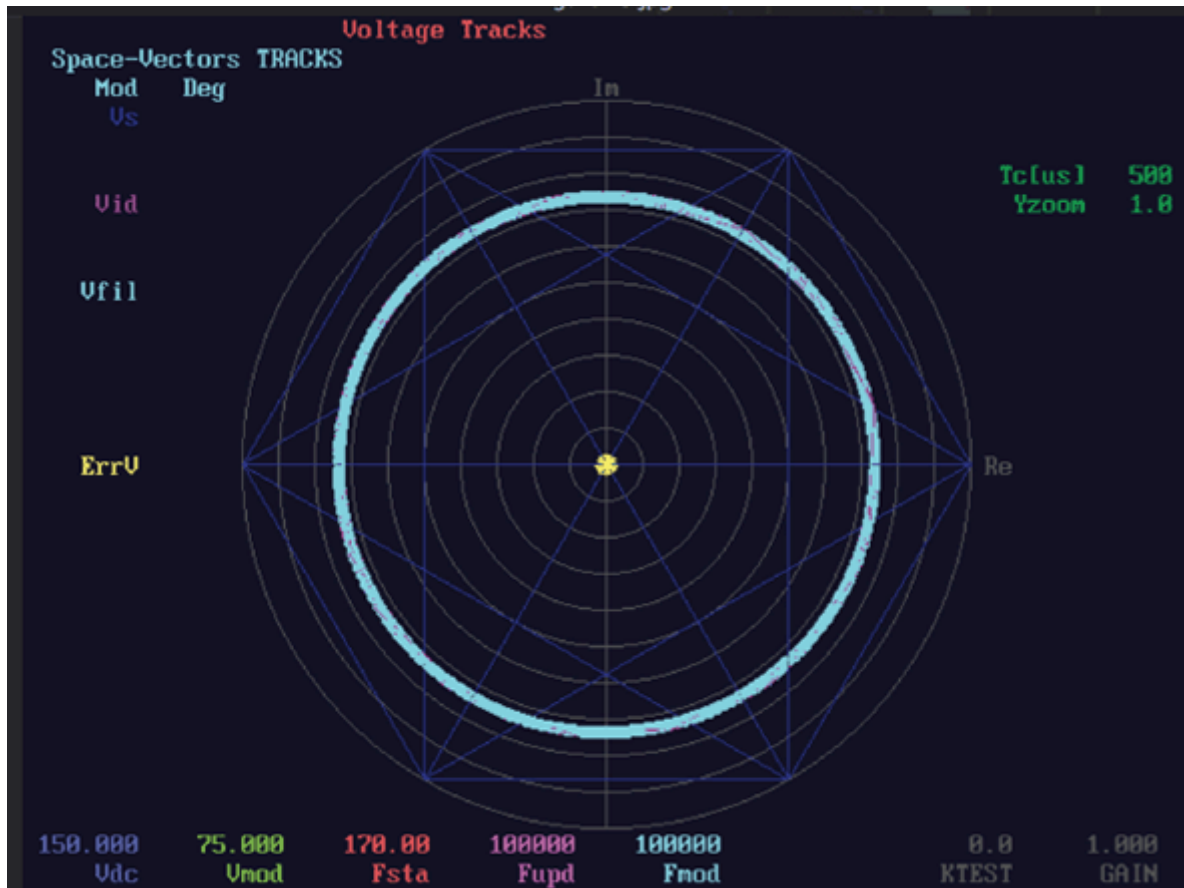 Voltage Tracks
Space-Vectors TRACKS
Mod Deg
Im
Vs
Tc[us] 500
Vid
Yzoom 1.0
Vfil
ErrV
Re
150.000 75.000 170.00 100000 100000 0.0 1.000
Vdc Vmod Fsta Fupd Fmod KTEST GAIN